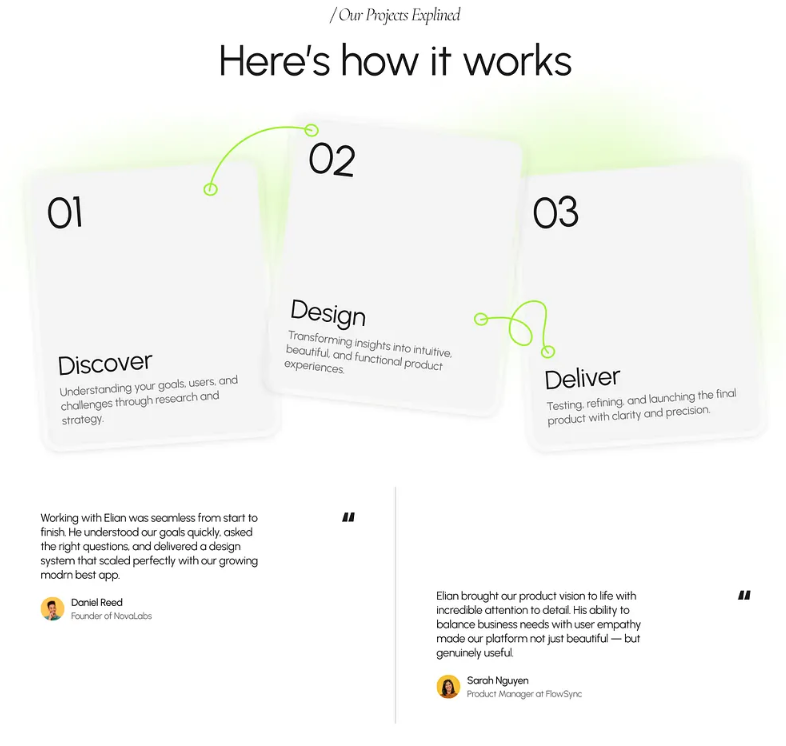 / Our Projects Explined
Here's how it works
01
Discover
Understanding your goals, users, and
challenges through research and
strategy.
02
Design
Transforming insights into intuitive,
beautiful, and functional product
experiences.
03
Deliver
Testing, refining, and launching the final
product with clarity and precision.
Working with Elian was seamless from start to
finish. He understood our goals quickly, asked
the right questions, and delivered a design
system that scaled perfectly with our growing
modrn best app.
"
Daniel Reed
Founder of NovaLabs
Elian brought our product vision to life with
incredible attention to detail. His ability to
balance business needs with user empathy
made our platform not just beautiful — but
genuinely useful.
"
Sarah Nguyen
Product Manager at FlowSync